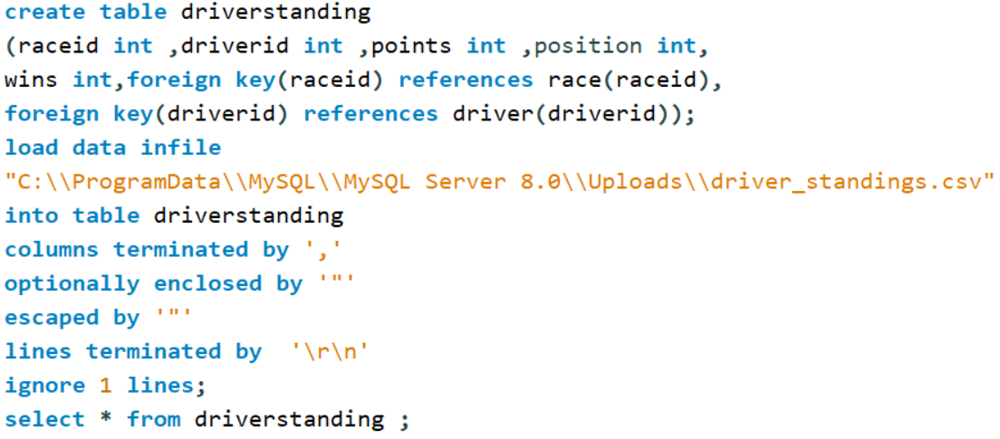 create table driverstanding
(raceid int ,driverid int ,points int ,position int,
wins int,foreign key(raceid) references race(raceid),
foreign key(driverid) references driver(driverid));
load data infile
"C:\\ProgramData\\MySQL\\MySQL Server 8.0\\Uploads\\driver_standings.csv"
into table driverstanding
columns terminated by ','
optionally enclosed by '"'
escaped by '"'
lines terminated by  '\r\n'
ignore 1 lines;
select * from driverstanding ;